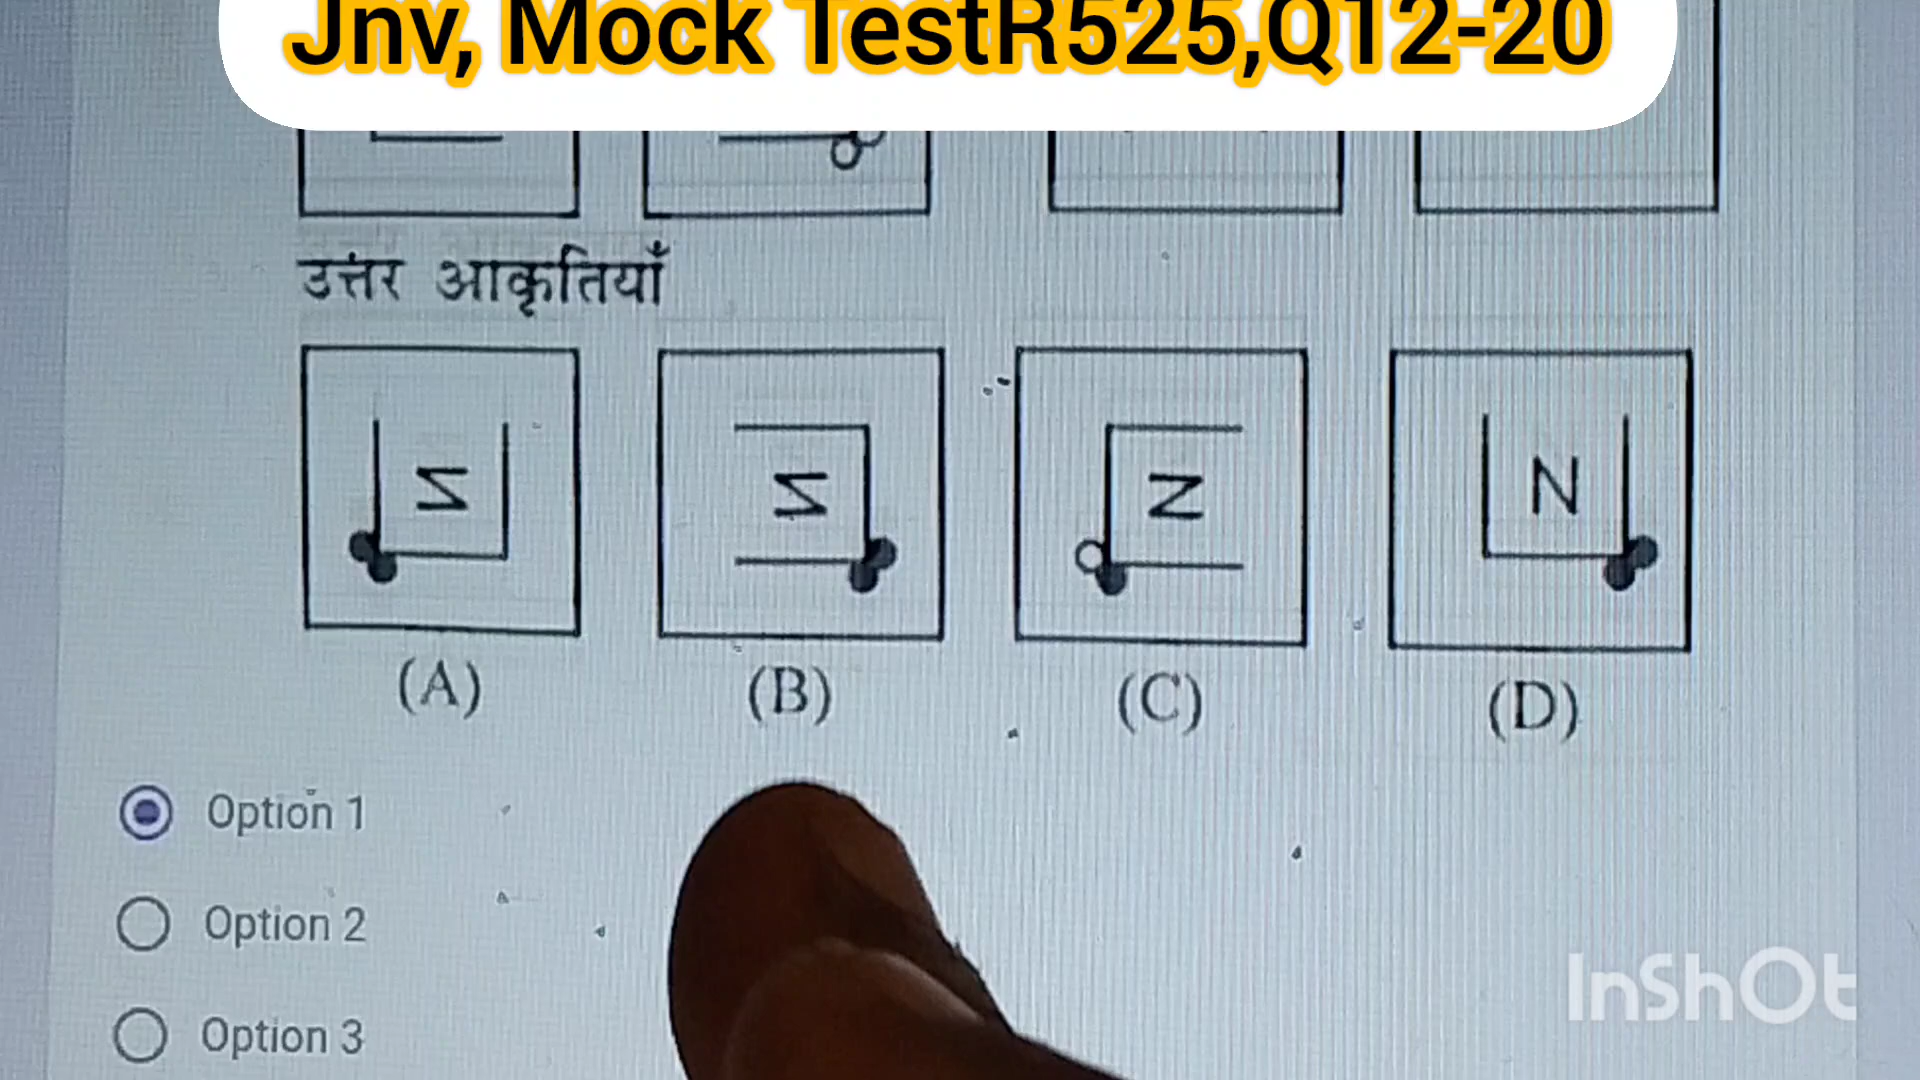 Jnv, Mock TestR525,Q12-20
उत्तर आकृतियाँ
N
(A) (B) (C) (D)
Option 1
Option 2
Option 3
InShOt